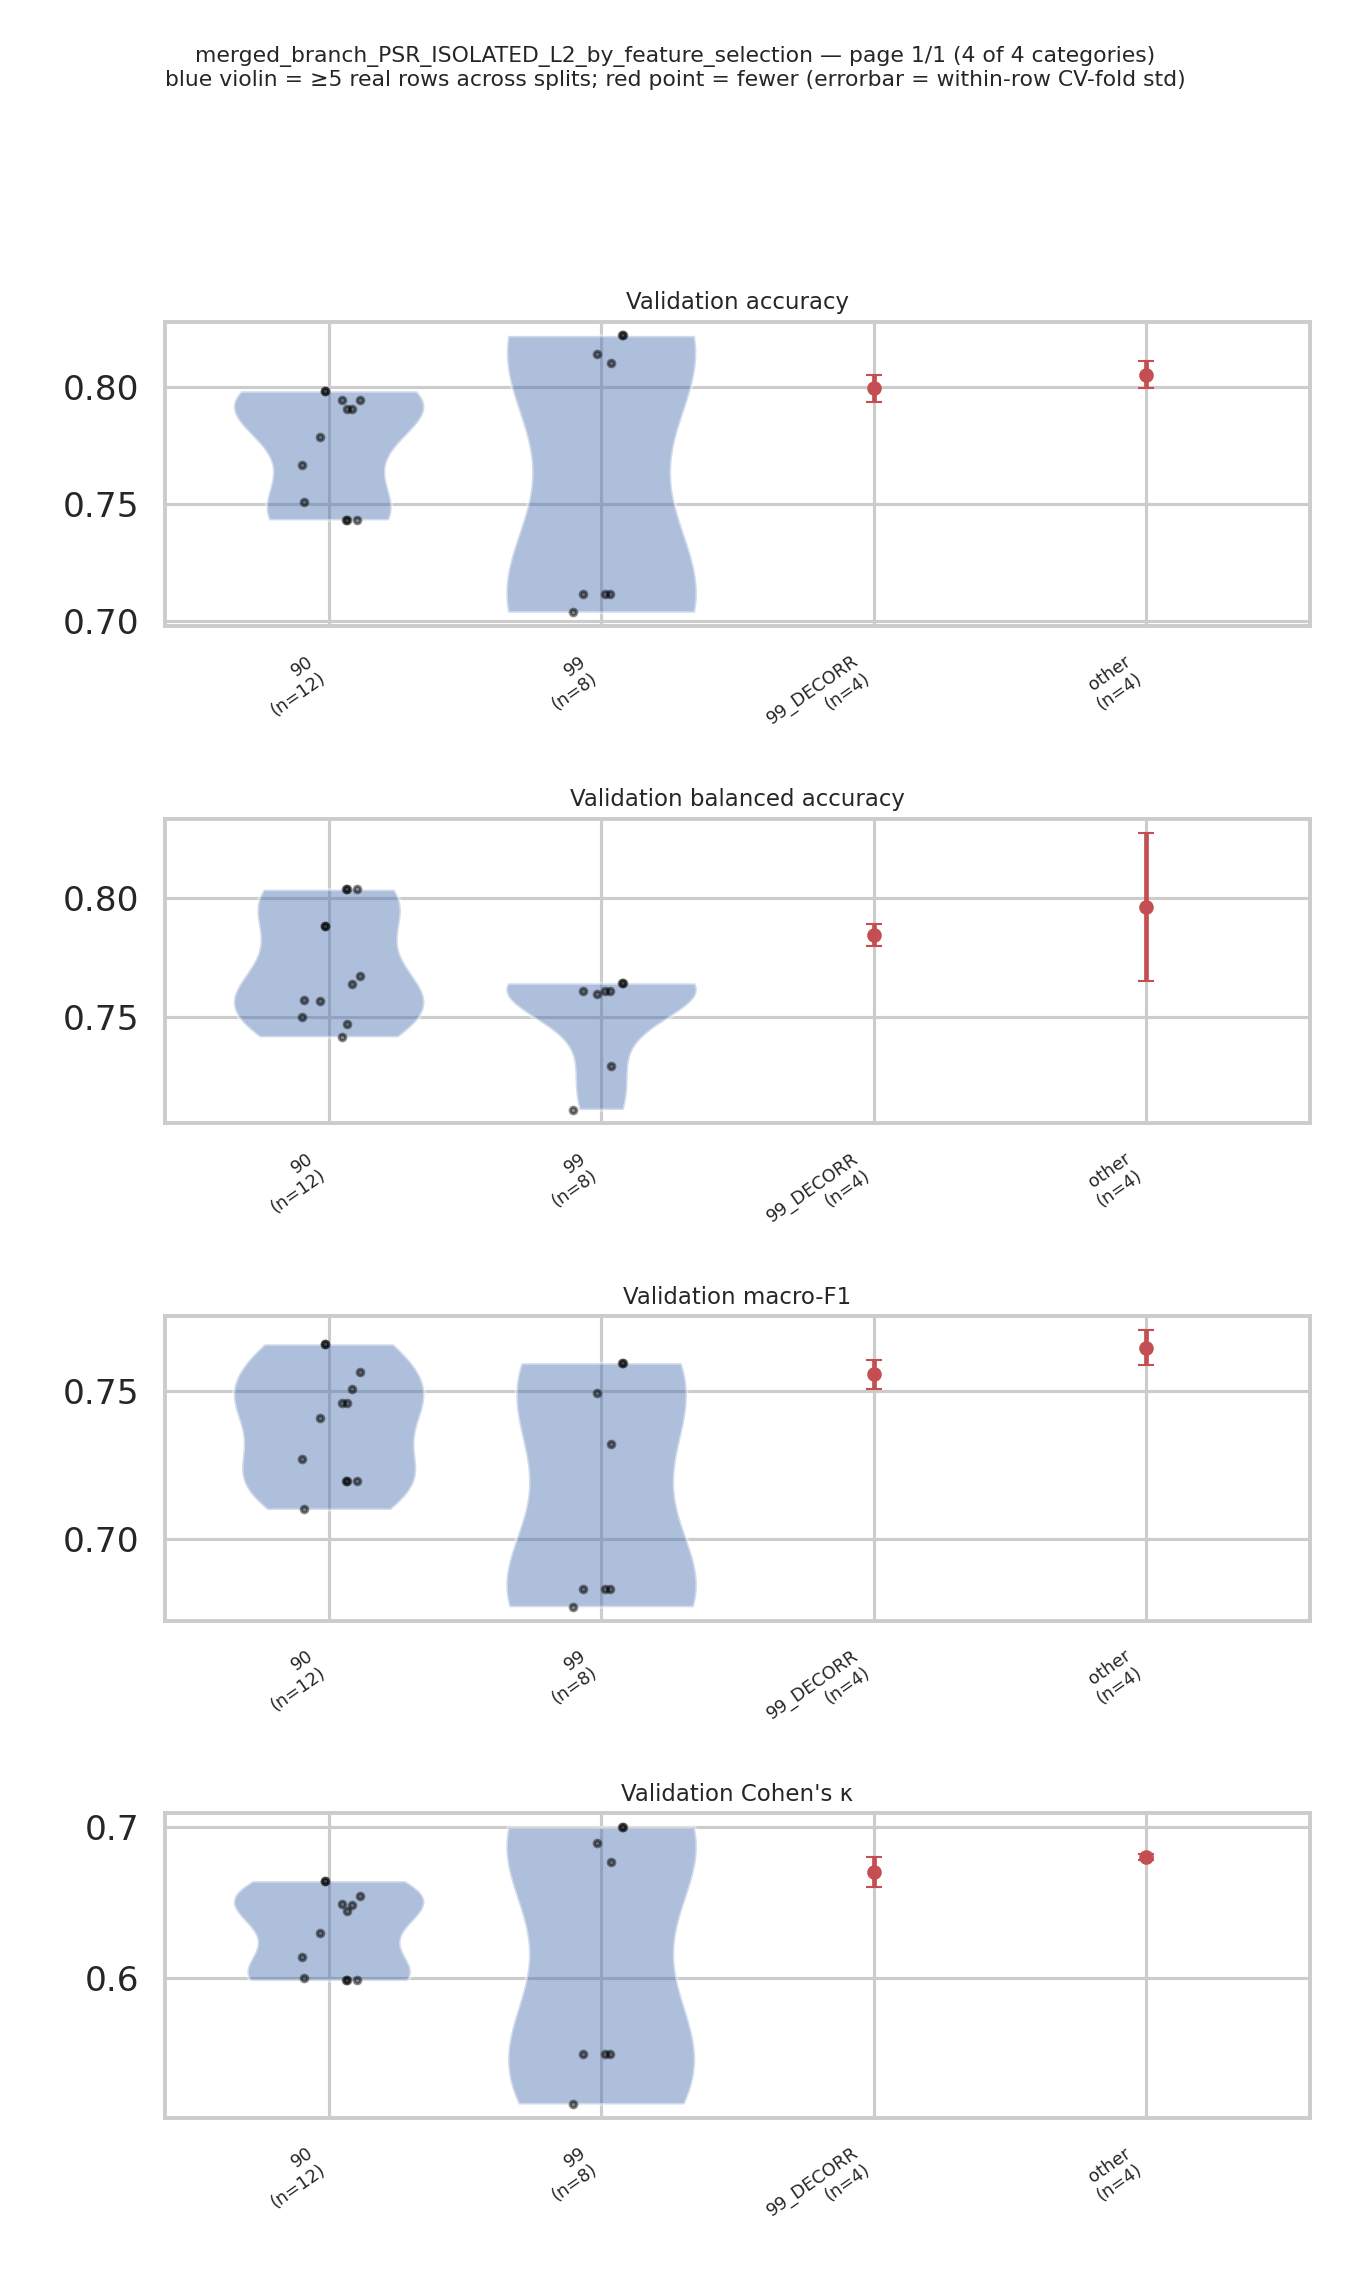 merged_branch_PSR_ISOLATED_L2_by_feature_selection — page 1/1 (4 of 4 categories)
blue violin = ≥5 real rows across splits; red point = fewer (errorbar = within-row CV-fold std)
Validation accuracy
0.80
0.75
0.70
90
(n=12)
99
(n=8)
99_DECORR
(n=4)
other
(n=4)
Validation balanced accuracy
0.80
0.75
90
(n=12)
99
(n=8)
99_DECORR
(n=4)
other
(n=4)
Validation macro-F1
0.75
0.70
90
(n=12)
99
(n=8)
99_DECORR
(n=4)
other
(n=4)
Validation Cohen's κ
0.7
0.6
90
(n=12)
99
(n=8)
99_DECORR
(n=4)
other
(n=4)